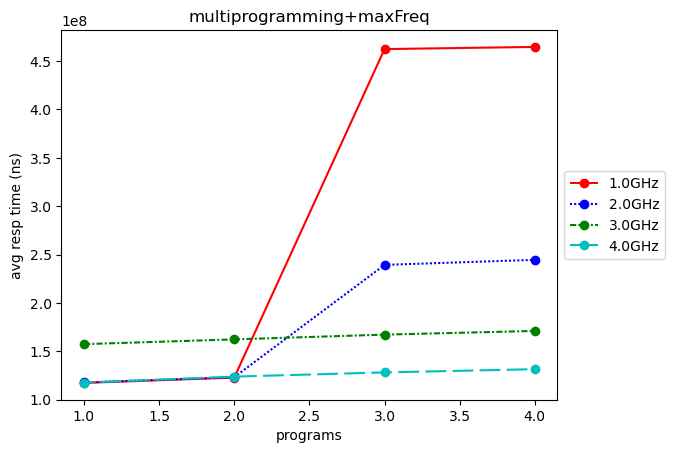 multiprogramming+maxFreq
1e8
4.5
4.0
3.5
3.0
2.5
2.0
1.5
1.0
avg resp time (ns)
1.0 1.5 2.0 2.5 3.0 3.5 4.0
programs
1.0GHz
2.0GHz
3.0GHz
4.0GHz